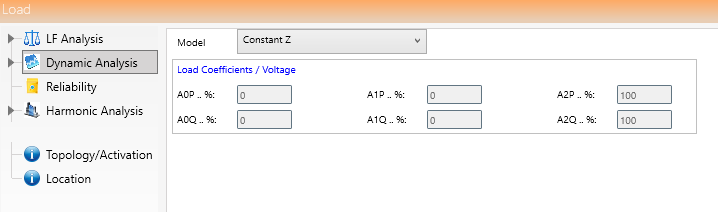 Load
LF Analysis
Dynamic Analysis
Reliability
Harmonic Analysis
Topology/Activation
Location
Model Constant Z
Load Coefficients / Voltage
A0P .. %: 0 A1P .. %: 0 A2P .. %: 100
A0Q .. %: 0 A1Q .. %: 0 A2Q .. %: 100